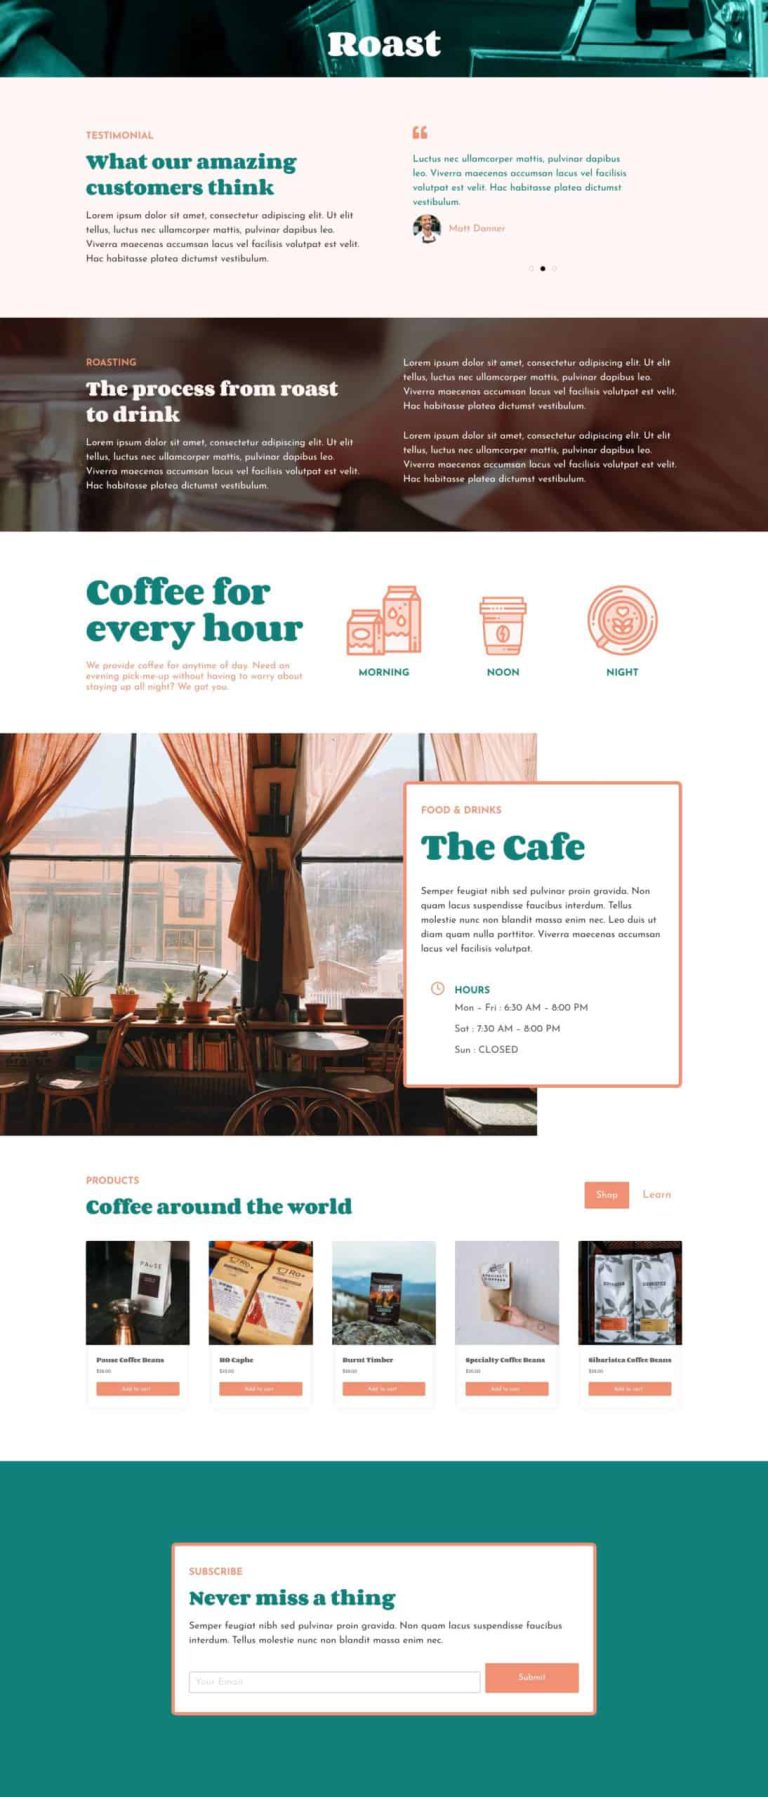 Roast
TESTIMONIAL
What our amazing
customers think
Lorem ipsum dolor sit amet, consectetur adipiscing elit. Ut elit
tellus, luctus nec ullamcorper mattis, pulvinar dapibus leo.
Viverra maecenas accumsan lacus vel facilisis volutpat est velit.
Hac habitasse platea dictumst vestibulum.
Luctus nec ullamcorper mattis, pulvinar dapibus
leo. Viverra maecenas accumsan lacus vel facilisis
volutpat est velit. Hac habitasse platea dictumst
vestibulum.
Matt Danner
ROASTING
The process from roast
to drink
Lorem ipsum dolor sit amet, consectetur adipiscing elit. Ut elit
tellus, luctus nec ullamcorper mattis, pulvinar dapibus leo.
Viverra maecenas accumsan lacus vel facilisis volutpat est velit.
Hac habitasse platea dictumst vestibulum.
Lorem ipsum dolor sit amet, consectetur adipiscing elit. Ut elit
tellus, luctus nec ullamcorper mattis, pulvinar dapibus leo.
Viverra maecenas accumsan lacus vel facilisis volutpat est velit.
Hac habitasse platea dictumst vestibulum.
Lorem ipsum dolor sit amet, consectetur adipiscing elit. Ut elit
tellus, luctus nec ullamcorper mattis, pulvinar dapibus leo.
Viverra maecenas accumsan lacus vel facilisis volutpat est velit.
Hac habitasse platea dictumst vestibulum.
Coffee for
every hour
We provide coffee for anytime of day. Need an
evening pick-me-up without having to worry about
staying up all night? We got you.
MORNING
NOON
NIGHT
FOOD & DRINKS
The Cafe
Semper feugiat nibh sed pulvinar proin gravida. Non
quam lacus suspendisse faucibus interdum. Tellus
molestie nunc non blandit massa enim nec. Leo duis ut
diam quam nulla porttitor. Viverra maecenas accumsan
lacus vel facilisis volutpat.
HOURS
Mon – Fri : 6:30 AM – 8:00 PM
Sat : 7:30 AM – 8:00 PM
Sun : CLOSED
PRODUCTS
Coffee around the world
Shop
Learn
PAUSE
Pause Coffee Beans
Add to cart
RO Caphe
Add to cart
Burnt Timber
Add to cart
Specialty Coffee Beans
Add to cart
Sibaristica Coffee Beans
Add to cart
SUBSCRIBE
Never miss a thing
Semper feugiat nibh sed pulvinar proin gravida. Non quam lacus suspendisse faucibus
interdum. Tellus molestie nunc non blandit massa enim nec.
Your Email
Submit